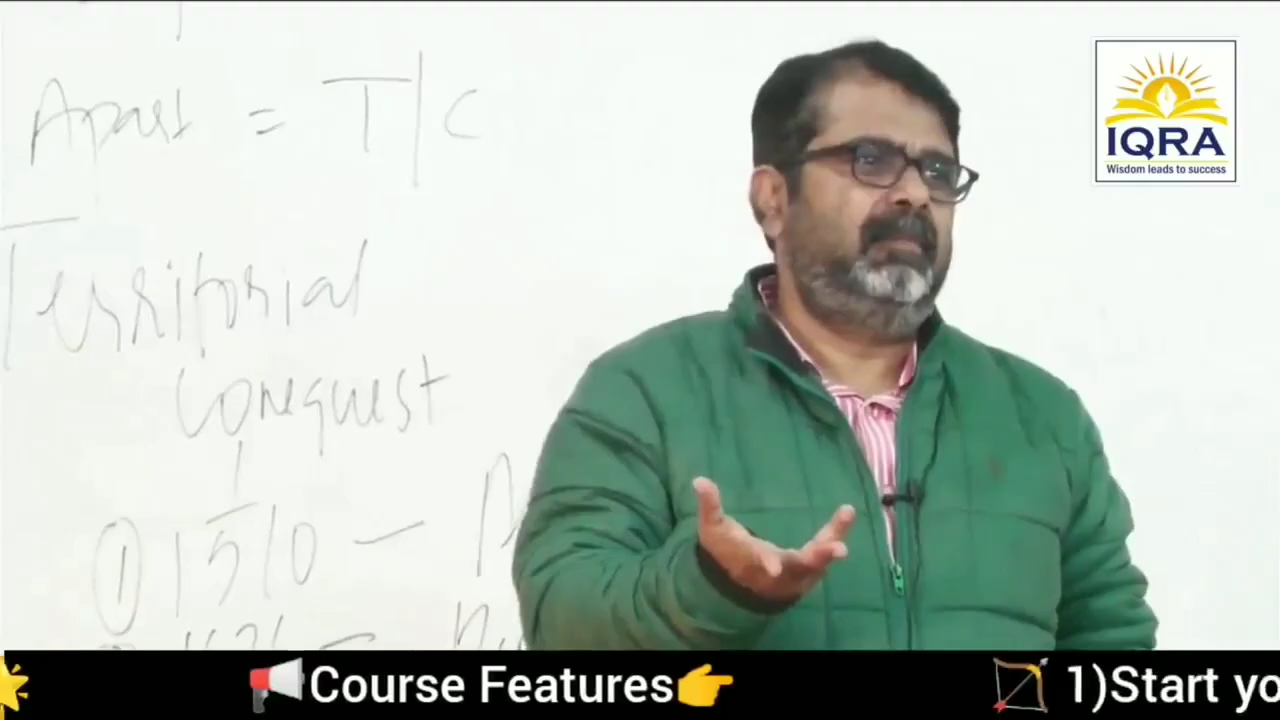 Apart = T/C
Territorial
Conquest
① 1510 – A
IQRA
Wisdom leads to success
Course Features
1)Start yo